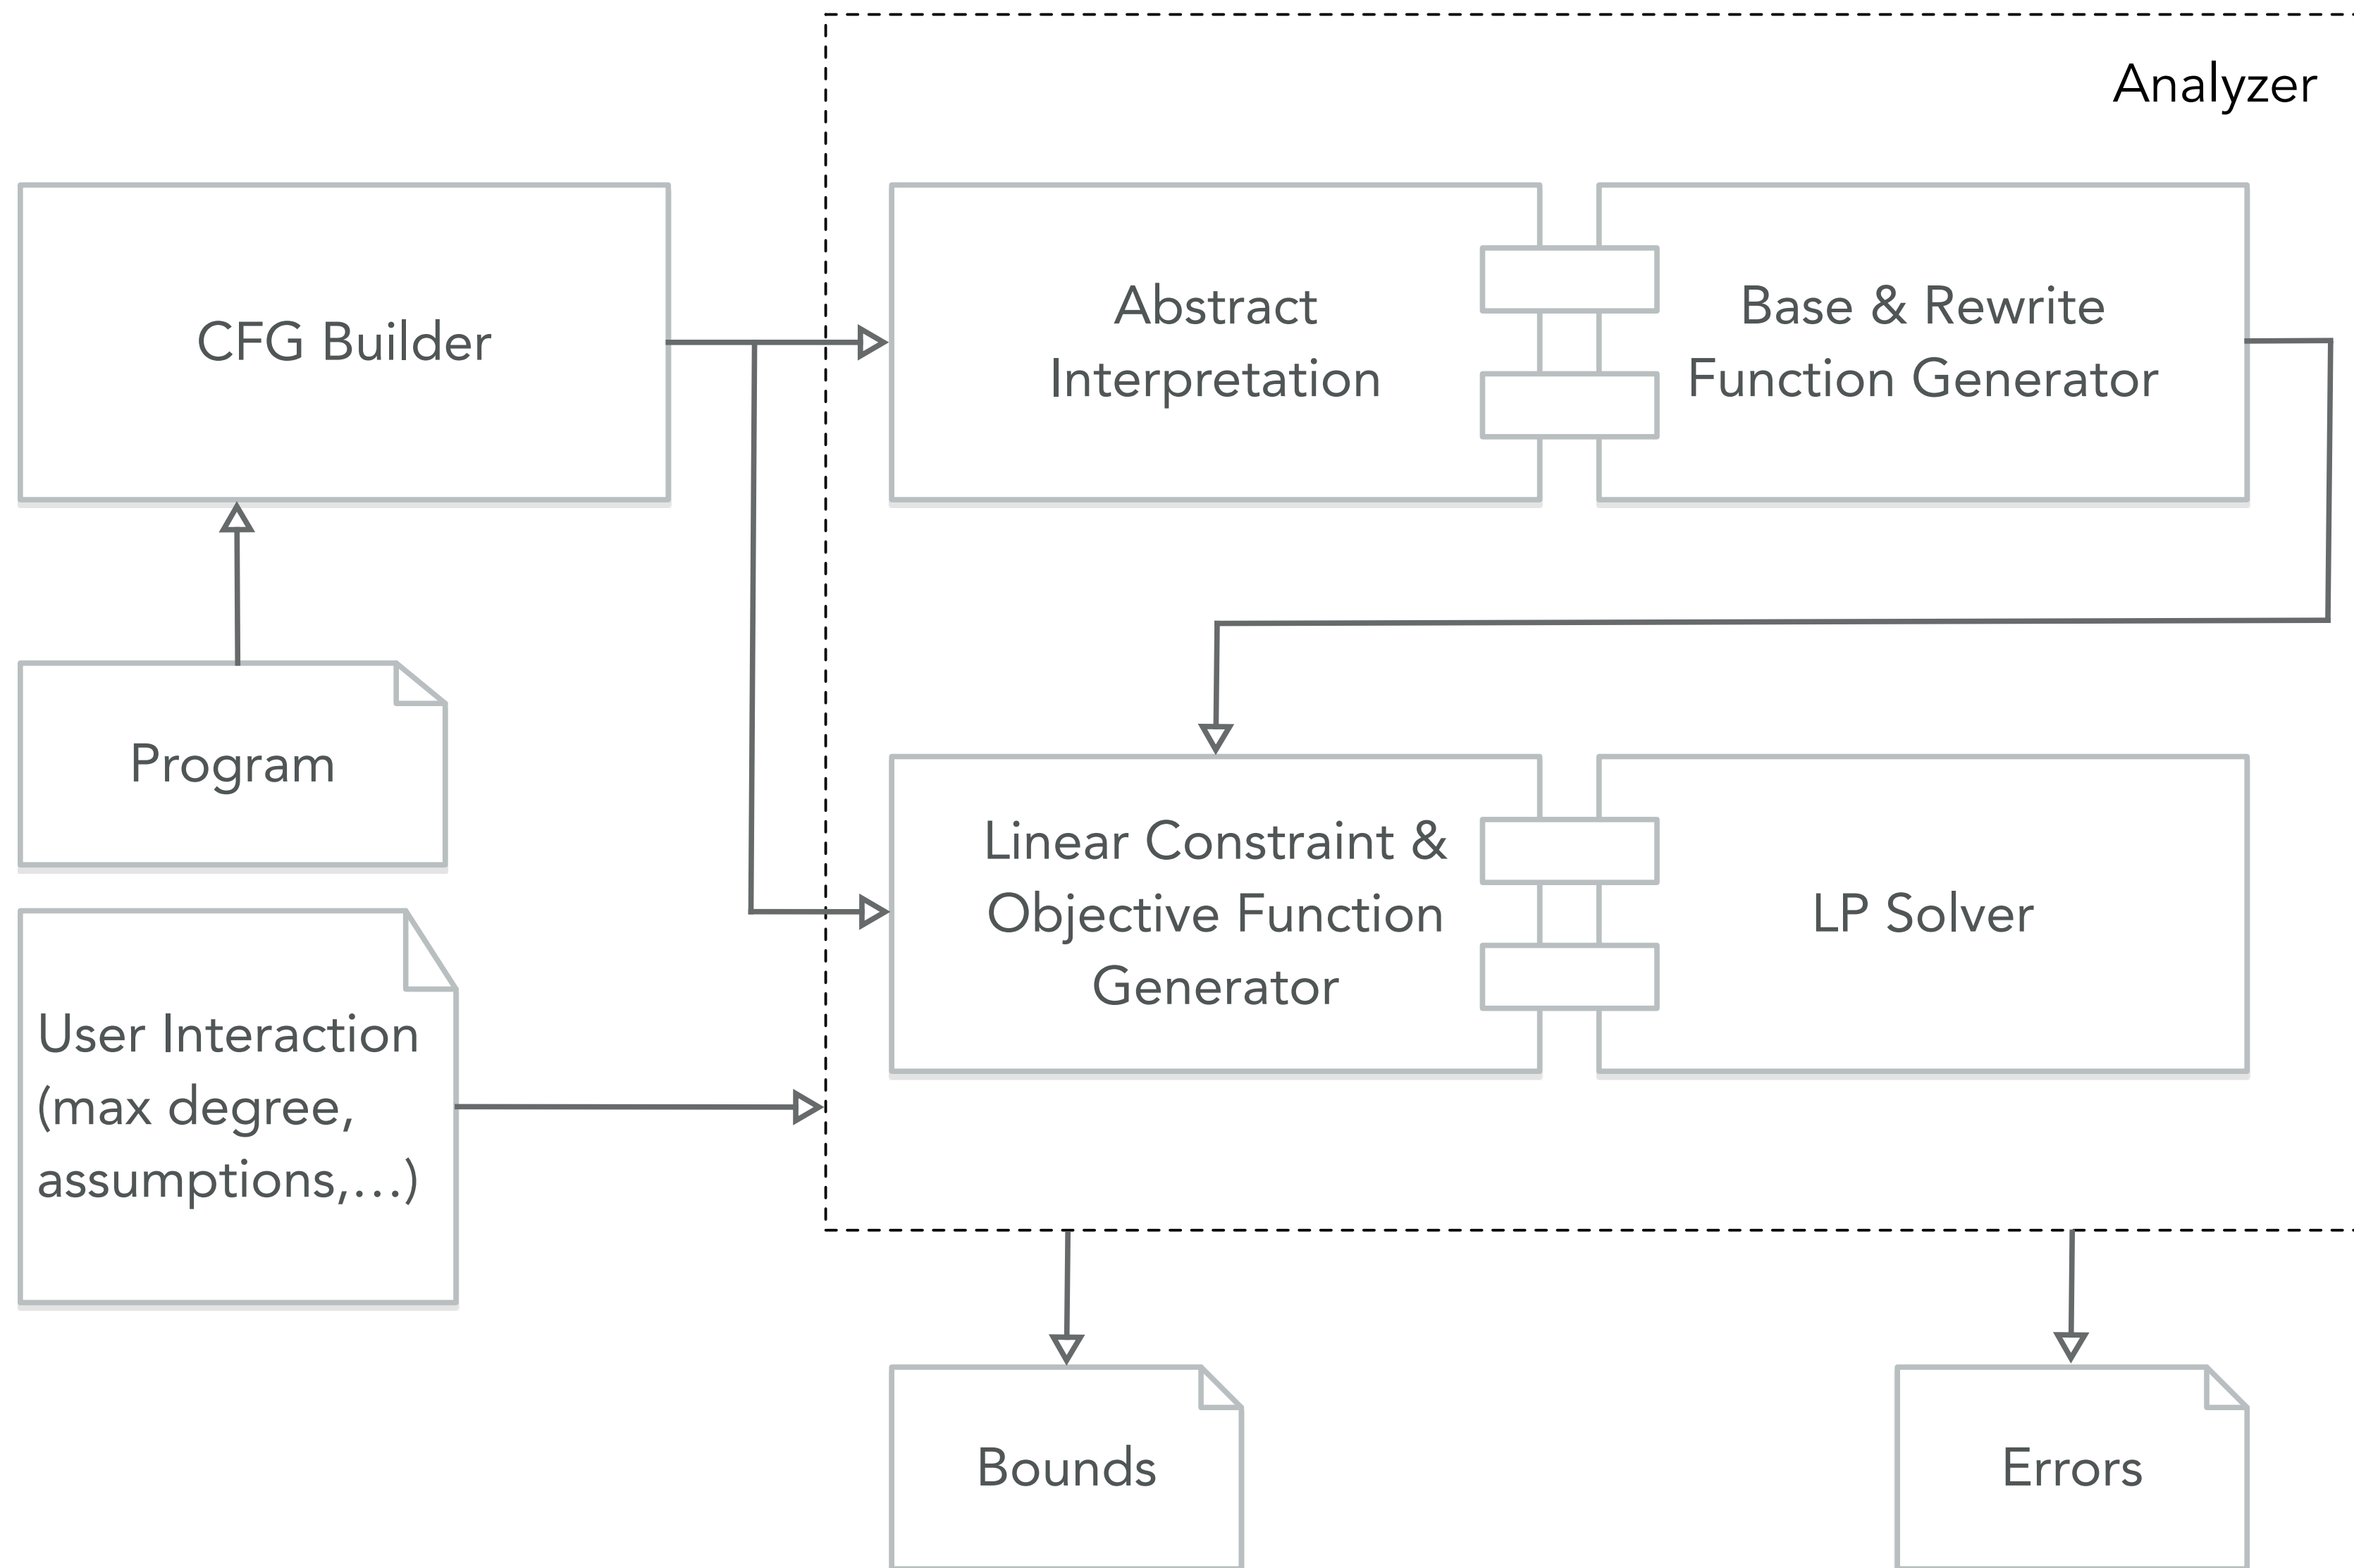 Analyzer
CFG Builder
Abstract
Interpretation
Base & Rewrite
Function Generator
Program
Linear Constraint &
Objective Function
Generator
LP Solver
User Interaction
(max degree,
assumptions,...)
Bounds
Errors